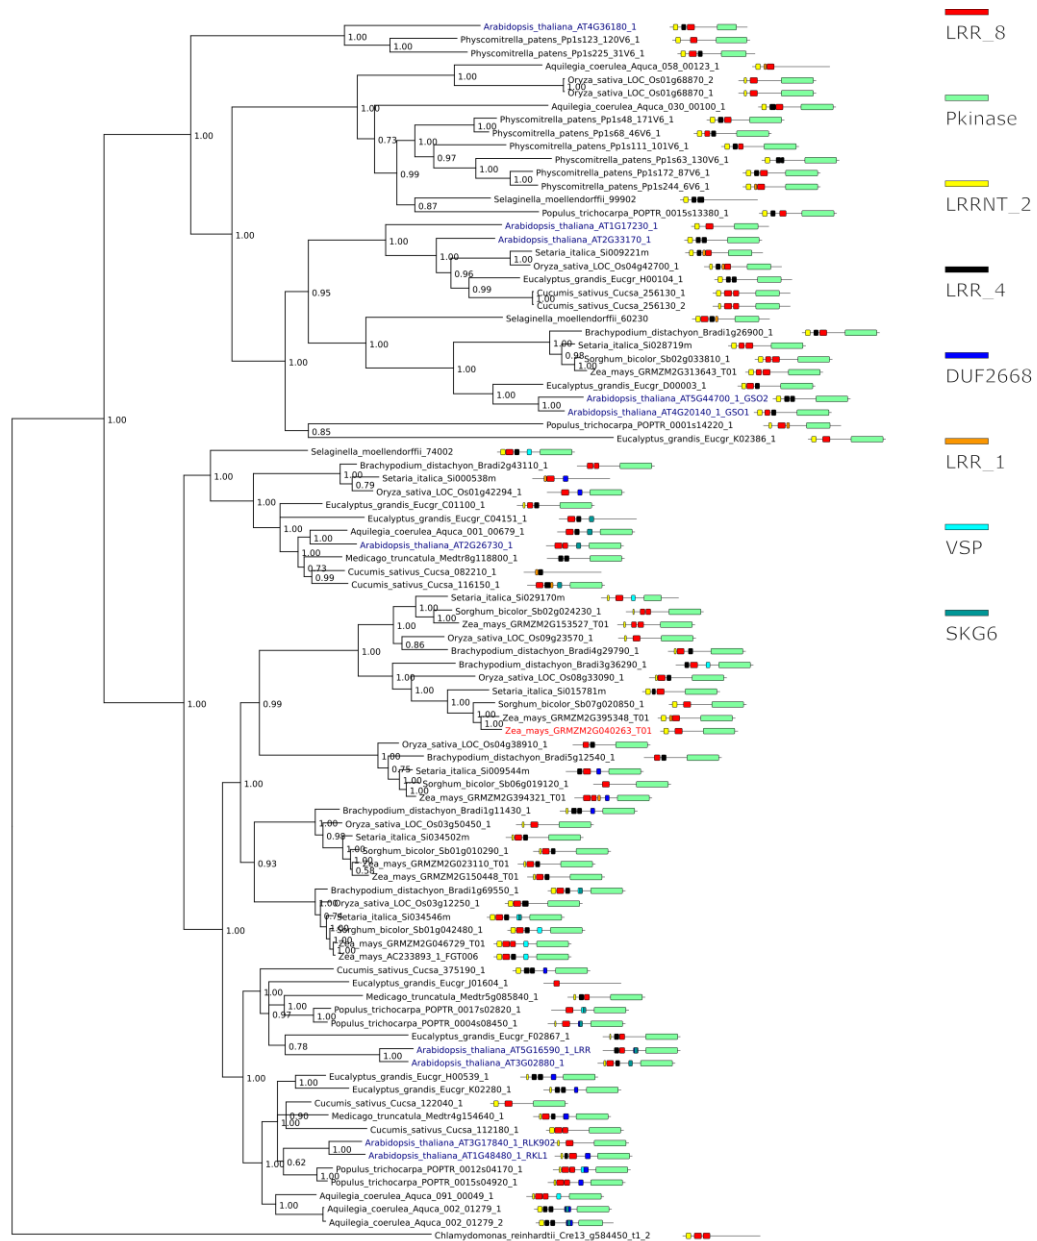 Arabidopsis_thaliana_AT4G36180_1
LRR_8
1.00
Physcomitrella_patens_Pp1s123_120V6_1
1.00
Physcomitrella_patens_Pp1s225_31V6_1
Aquilegia_coerulea_Aquca_058_00123_1
1.00
Oryza_sativa_LOC_Os01g68870_2
1.00
Oryza_sativa_LOC_Os01g68870_1
Pkinase
1.00
Aquilegia_coerulea_Aquca_030_00100_1
Physcomitrella_patens_Pp1s48_171V6_1
1.00
Physcomitrella_patens_Pp1s68_46V6_1
1.00
0.73
1.00
Physcomitrella_patens_Pp1s111_101V6_1
0.97
Physcomitrella_patens_Pp1s63_130V6_1
1.00
Physcomitrella_patens_Pp1s172_87V6_1
0.99
1.00
Physcomitrella_patens_Pp1s244_6V6_1
Selaginella_moellendorffii_99902
LRRNT_2
0.87
Populus_trichocarpa_POPTR_0015s13380_1
Arabidopsis_thaliana_AT1G17230_1
1.00
1.00
Arabidopsis_thaliana_AT2G33170_1
Setaria_italica_Si009221m
1.00
1.00
Oryza_sativa_LOC_Os04g42700_1
0.96
Eucalyptus_grandis_Eucgr_H00104_1
0.99
0.95
Cucumis_sativus_Cucsa_256130_1
1.00
LRR_4
Cucumis_sativus_Cucsa_256130_2
Selaginella_moellendorffii_60230
Brachypodium_distachyon_Bradi1g26900_1
1.00
1.00
Setaria_italica_Si028719m
0.98
Sorghum_bicolor_Sb02g033810_1
1.00
1.00
1.00
Zea_mays_GRMZM2G313643_T01
DUF2668
Eucalyptus_grandis_Eucgr_D00003_1
1.00
Arabidopsis_thaliana_AT5G44700_1_GSO2
1.00
Arabidopsis_thaliana_AT4G20140_1_GSO1
1.00
Populus_trichocarpa_POPTR_0001s14220_1
0.85
Eucalyptus_grandis_Eucgr_K02386_1
Selaginella_moellendorffii_74002
LRR_1
Brachypodium_distachyon_Bradi2g43110_1
1.00
1.00
Setaria_italica_Si000538m
0.79
Oryza_sativa_LOC_Os01g42294_1
Eucalyptus_grandis_Eucgr_C01100_1
1.00
Eucalyptus_grandis_Eucgr_C04151_1
1.00
Aquilegia_coerulea_Aquca_001_00679_1
VSP
1.00
Arabidopsis_thaliana_AT2G26730_1
1.00
Medicago_truncatula_Medtr8g118800_1
0.73
Cucumis_sativus_Cucsa_082210_1
0.99
Cucumis_sativus_Cucsa_116150_1
Setaria_italica_Si029170m
1.00
Sorghum_bicolor_Sb02g024230_1
1.00
Zea_mays_GRMZM2G153527_T01
SKG6
1.00
Oryza_sativa_LOC_Os09g23570_1
0.86
Brachypodium_distachyon_Bradi4g29790_1
Brachypodium_distachyon_Bradi3g36290_1
1.00
Oryza_sativa_LOC_Os08g33090_1
1.00
Setaria_italica_Si015781m
0.99
1.00
1.00
Sorghum_bicolor_Sb07g020850_1
1.00
Zea_mays_GRMZM2G395348_T01
1.00
Zea_mays_GRMZM2G040263_T01
Oryza_sativa_LOC_Os04g38910_1
1.00
Brachypodium_distachyon_Bradi5g12540_1
0.75
Setaria_italica_Si009544m
1.00
Sorghum_bicolor_Sb06g019120_1
1.00
Zea_mays_GRMZM2G394321_T01
Brachypodium_distachyon_Bradi1g11430_1
1.00
Oryza_sativa_LOC_Os03g50450_1
0.98
Setaria_italica_Si034502m
1.00
Sorghum_bicolor_Sb01g010290_1
0.93
1.00
Zea_mays_GRMZM2G023110_T01
0.58
Zea_mays_GRMZM2G150448_T01
Brachypodium_distachyon_Bradi1g69550_1
1.00
Oryza_sativa_LOC_Os03g12250_1
Setaria_italica_Si034546m
1.00
1.00
Sorghum_bicolor_Sb01g042480_1
1.00
Zea_mays_GRMZM2G046729_T01
1.00
Zea_mays_AC233893_1_FGT006
Cucumis_sativus_Cucsa_375190_1
Eucalyptus_grandis_Eucgr_J01604_1
1.00
Medicago_truncatula_Medtr5g085840_1
1.00
Populus_trichocarpa_POPTR_0017s02820_1
0.97
1.00
Populus_trichocarpa_POPTR_0004s08450_1
Eucalyptus_grandis_Eucgr_F02867_1
0.78
Arabidopsis_thaliana_AT5G16590_1_LRR
1.00
Arabidopsis_thaliana_AT3G02880_1
1.00
Eucalyptus_grandis_Eucgr_H00539_1
1.00
Eucalyptus_grandis_Eucgr_K02280_1
Cucumis_sativus_Cucsa_122040_1
0.90
Medicago_truncatula_Medtr4g154640_1
1.00
Cucumis_sativus_Cucsa_112180_1
Arabidopsis_thaliana_AT3G17840_1_RLK902
1.00
Arabidopsis_thaliana_AT1G48480_1_RKL1
1.00
0.62
Populus_trichocarpa_POPTR_0012s04170_1
1.00
Populus_trichocarpa_POPTR_0015s04920_1
Aquilegia_coerulea_Aquca_091_00049_1
1.00
Aquilegia_coerulea_Aquca_002_01279_1
Aquilegia_coerulea_Aquca_002_01279_2
Chlamydomonas_reinhardtii_Cre13_g584450_t1_2